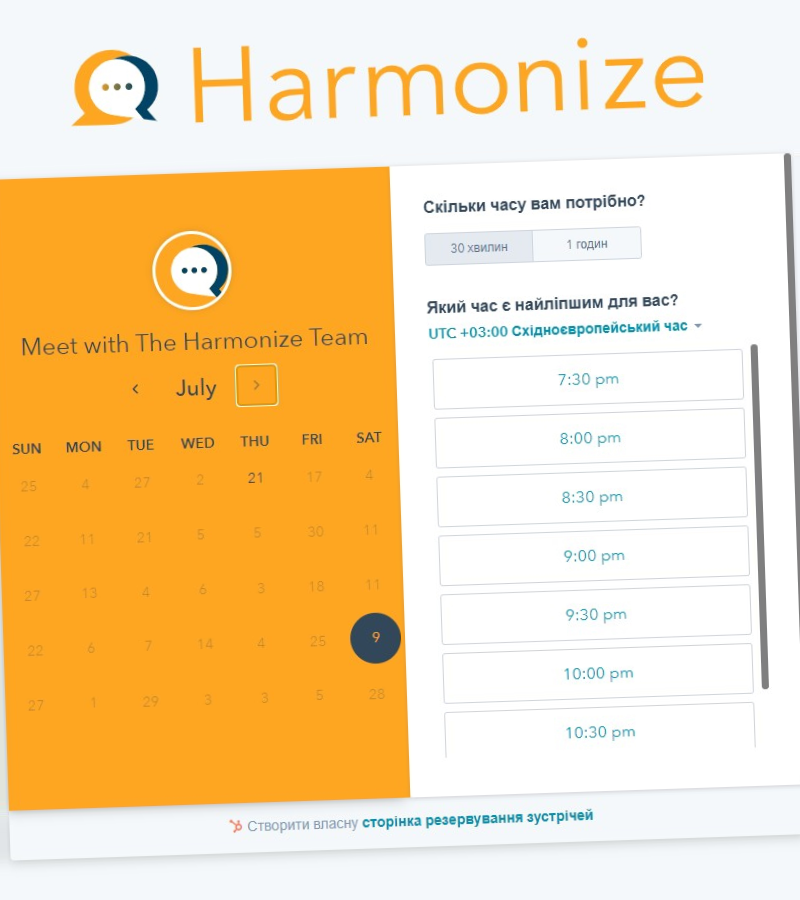 Harmonize
Meet with The Harmonize Team
July
SUN MON TUE WED THU FRI SAT
25 4 27 2 21 17 4
22 11 21 5 5 30 11
27 13 4 6 3 18 11
22 6 7 14 4 25 9
27 1 29 3 3 5 28
Скільки часу вам потрібно?
30 хвилин 1 годин
Який час є найліпшим для вас?
UTC +03:00 Східноєвропейський час
7:30 pm
8:00 pm
8:30 pm
9:00 pm
9:30 pm
10:00 pm
10:30 pm
Створити власну сторінка резервування зустрічей